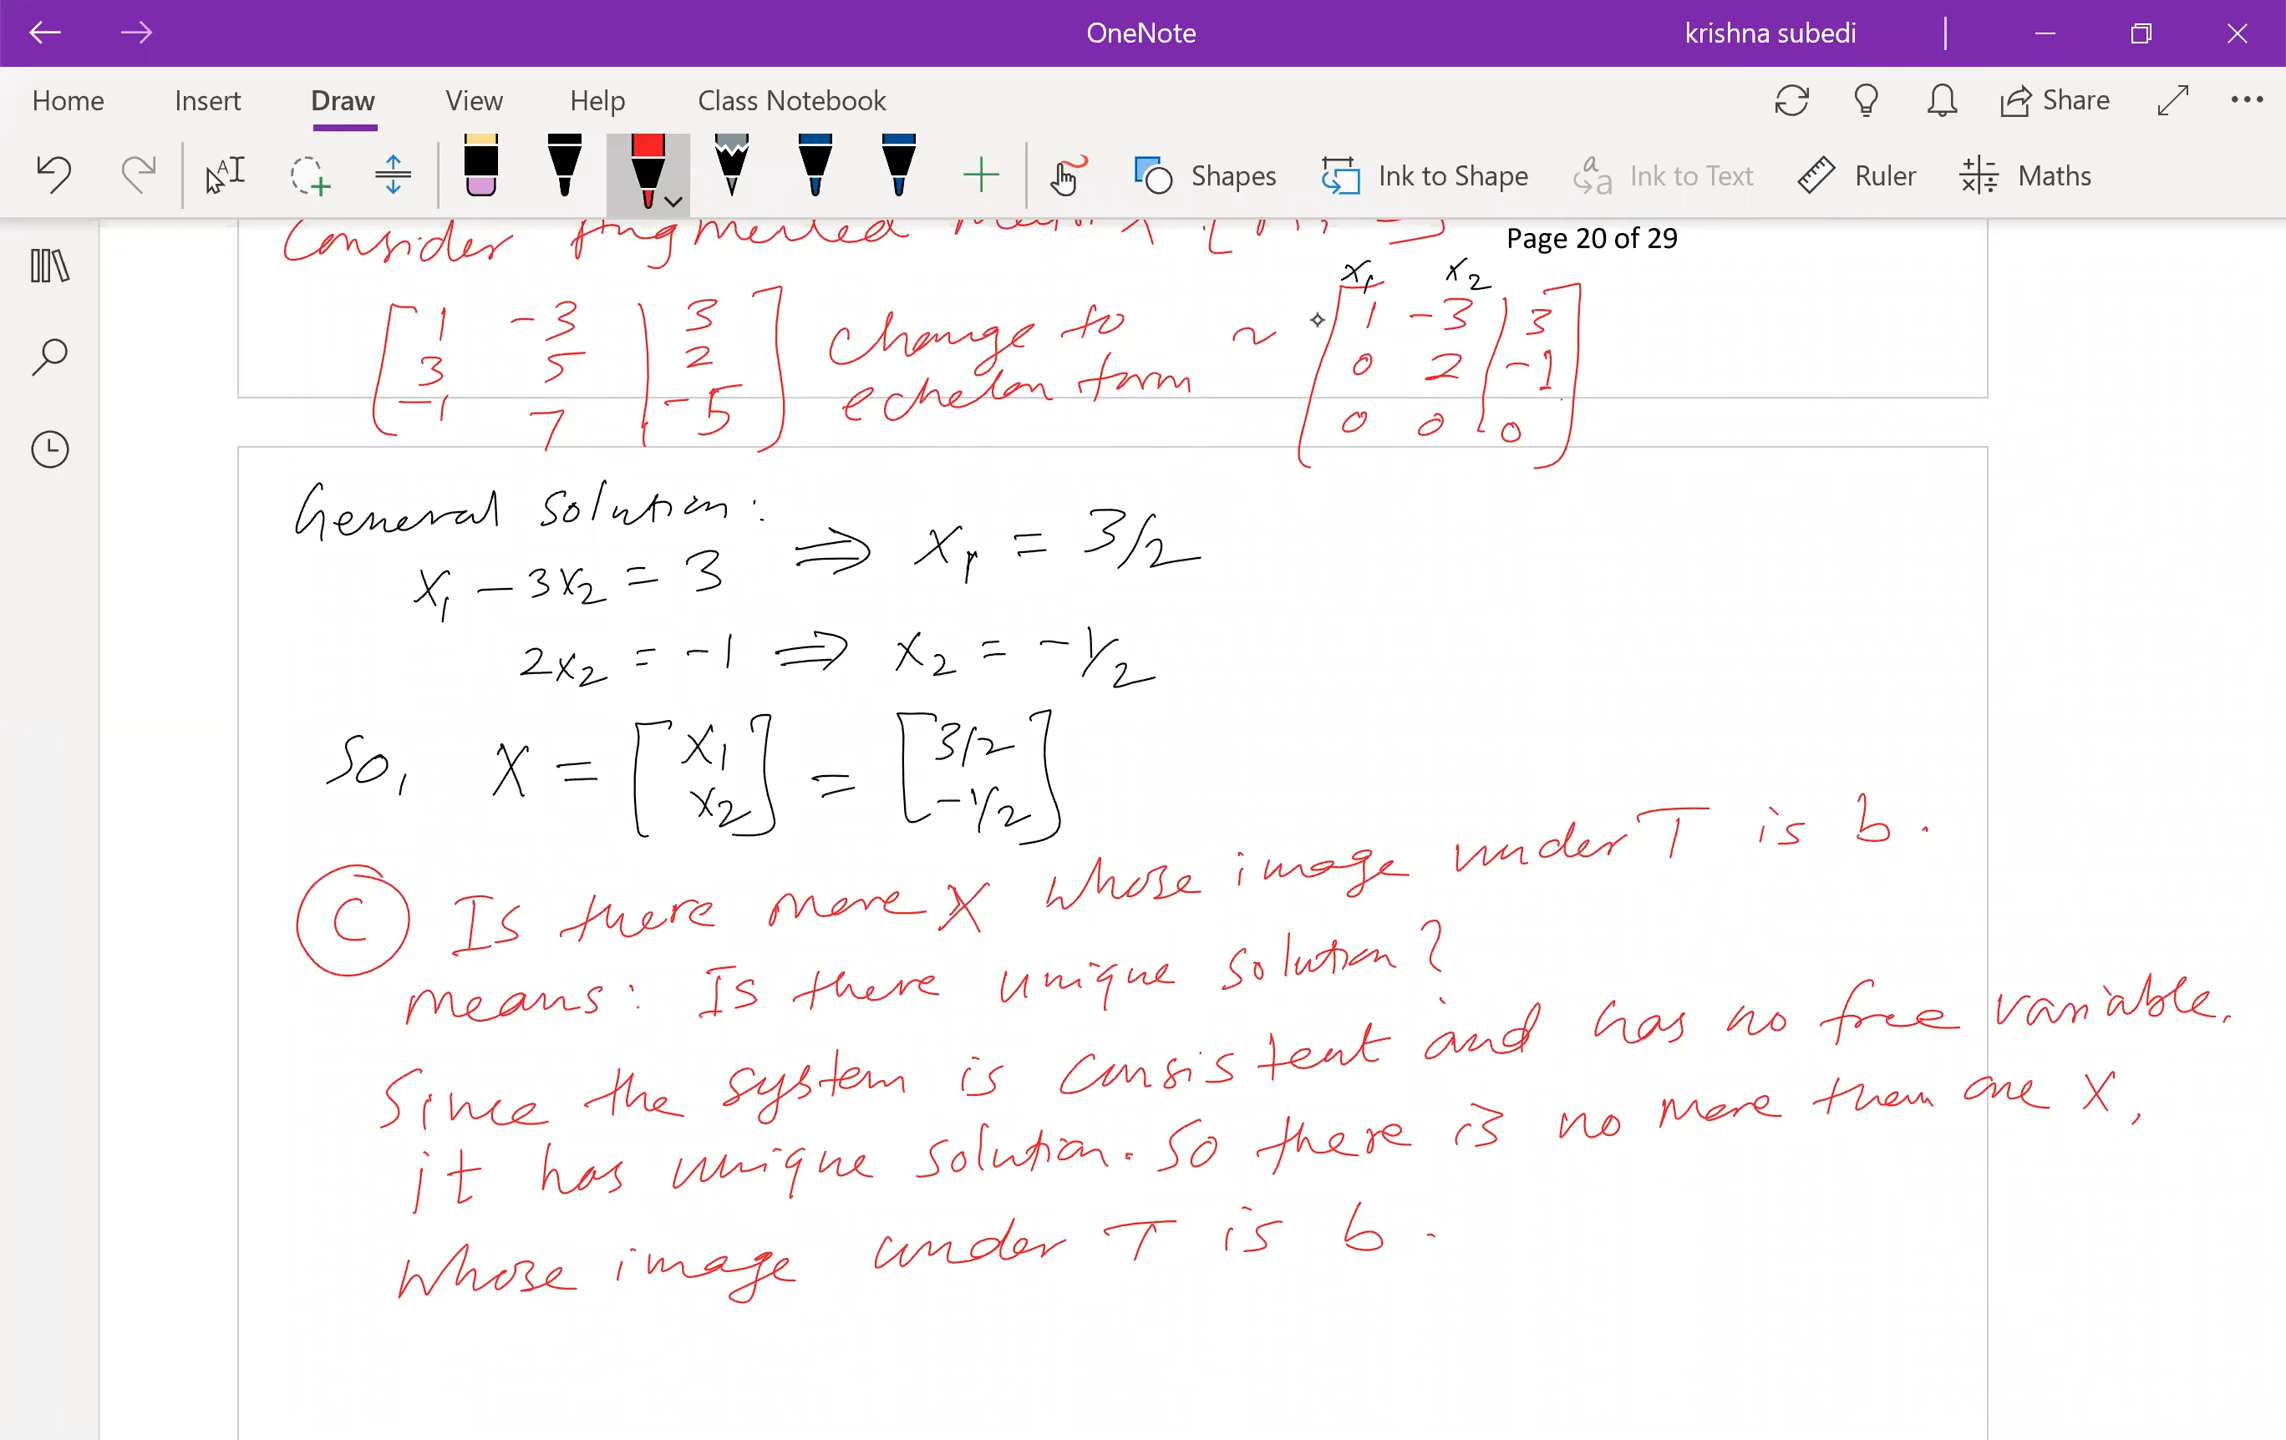 OneNote
krishna subedi
Home Insert Draw View Help Class Notebook Share
Shapes Ink to Shape Ink to Text Ruler Maths
Consider Augmented
Page 20 of 29
x₁ x₂
[ 1 -3 | 3 ] change to ~ [ 1 -3 | 3 ]
[ 3 5 | 2 ] echelon form [ 0 2 | -1 ]
[ -1 7 | -5 ] [ 0 0 | 0 ]
General Solution:
x₁ - 3x₂ = 3 ⇒ x₁ = 3/2
2x₂ = -1 ⇒ x₂ = -1/2
So, X = [ x₁ x₂ ] = [ 3/2 -1/2 ]
C Is there more X whose image under T is b.
means: Is there unique solution?
Since the system is consistent and has no free variable,
it has unique solution. So there is no more than one X,
whose image under T is b.